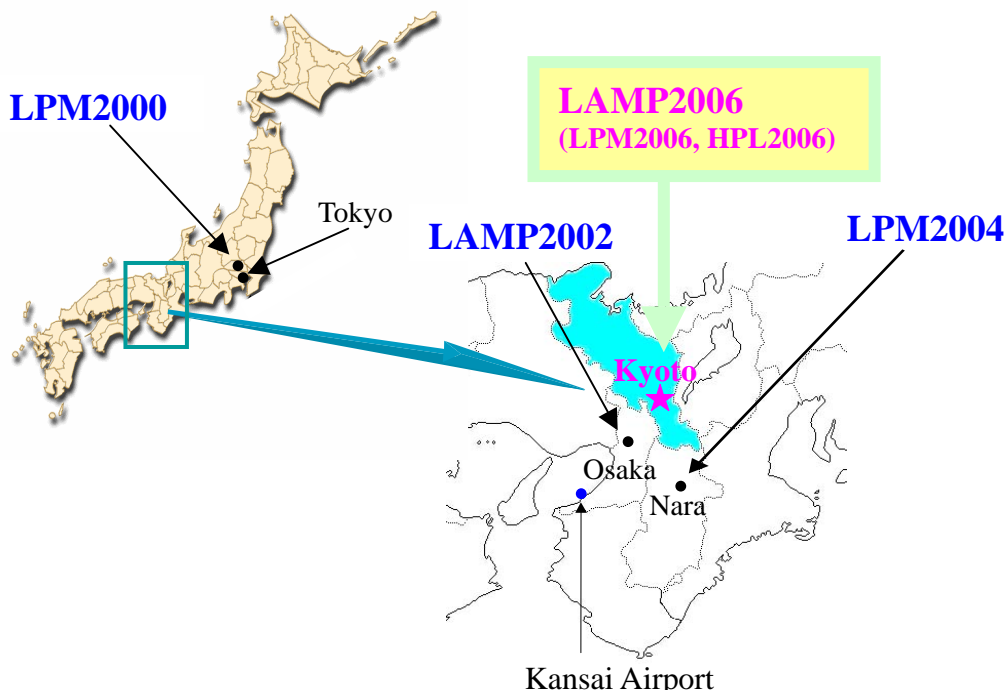 LPM2000
Tokyo
LAMP2006
(LPM2006, HPL2006)
LAMP2002
LPM2004
Kyoto
Osaka
Nara
Kansai Airport